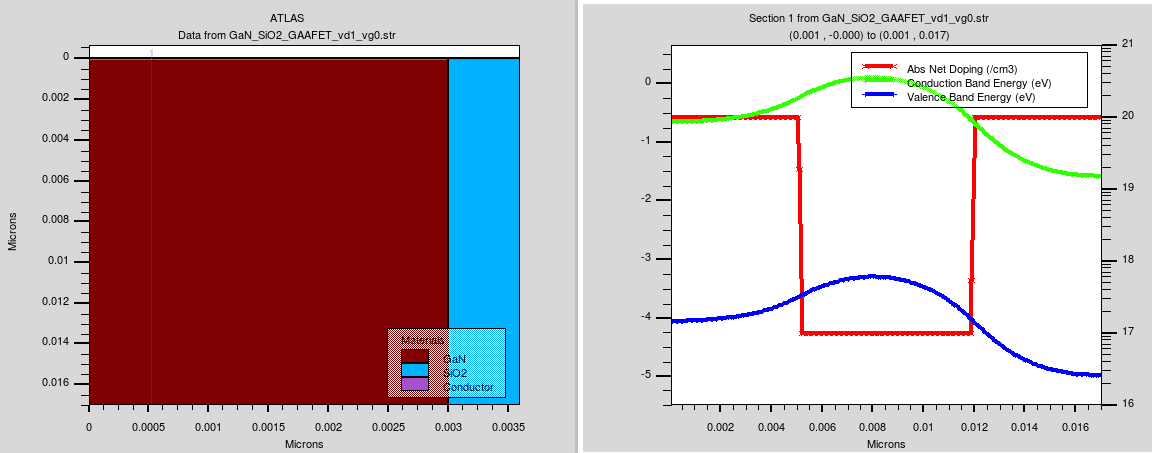 ATLAS
Data from GaN_SiO2_GAAFET_vd1_vg0.str
1
0
0.002
0.004
0.006
0.008
0.01
0.012
0.014
0.016
Microns
Materials
GaN
SiO2
Conductor
0 0.0005 0.001 0.0015 0.002 0.0025 0.003 0.0035
Microns
Section 1 from GaN_SiO2_GAAFET_vd1_vg0.str
(0.001 , -0.000) to (0.001 , 0.017)
Abs Net Doping (/cm3)
Conduction Band Energy (eV)
Valence Band Energy (eV)
0
-1
-2
-3
-4
-5
21
20
19
18
17
16
0.002 0.004 0.006 0.008 0.01 0.012 0.014 0.016
Microns